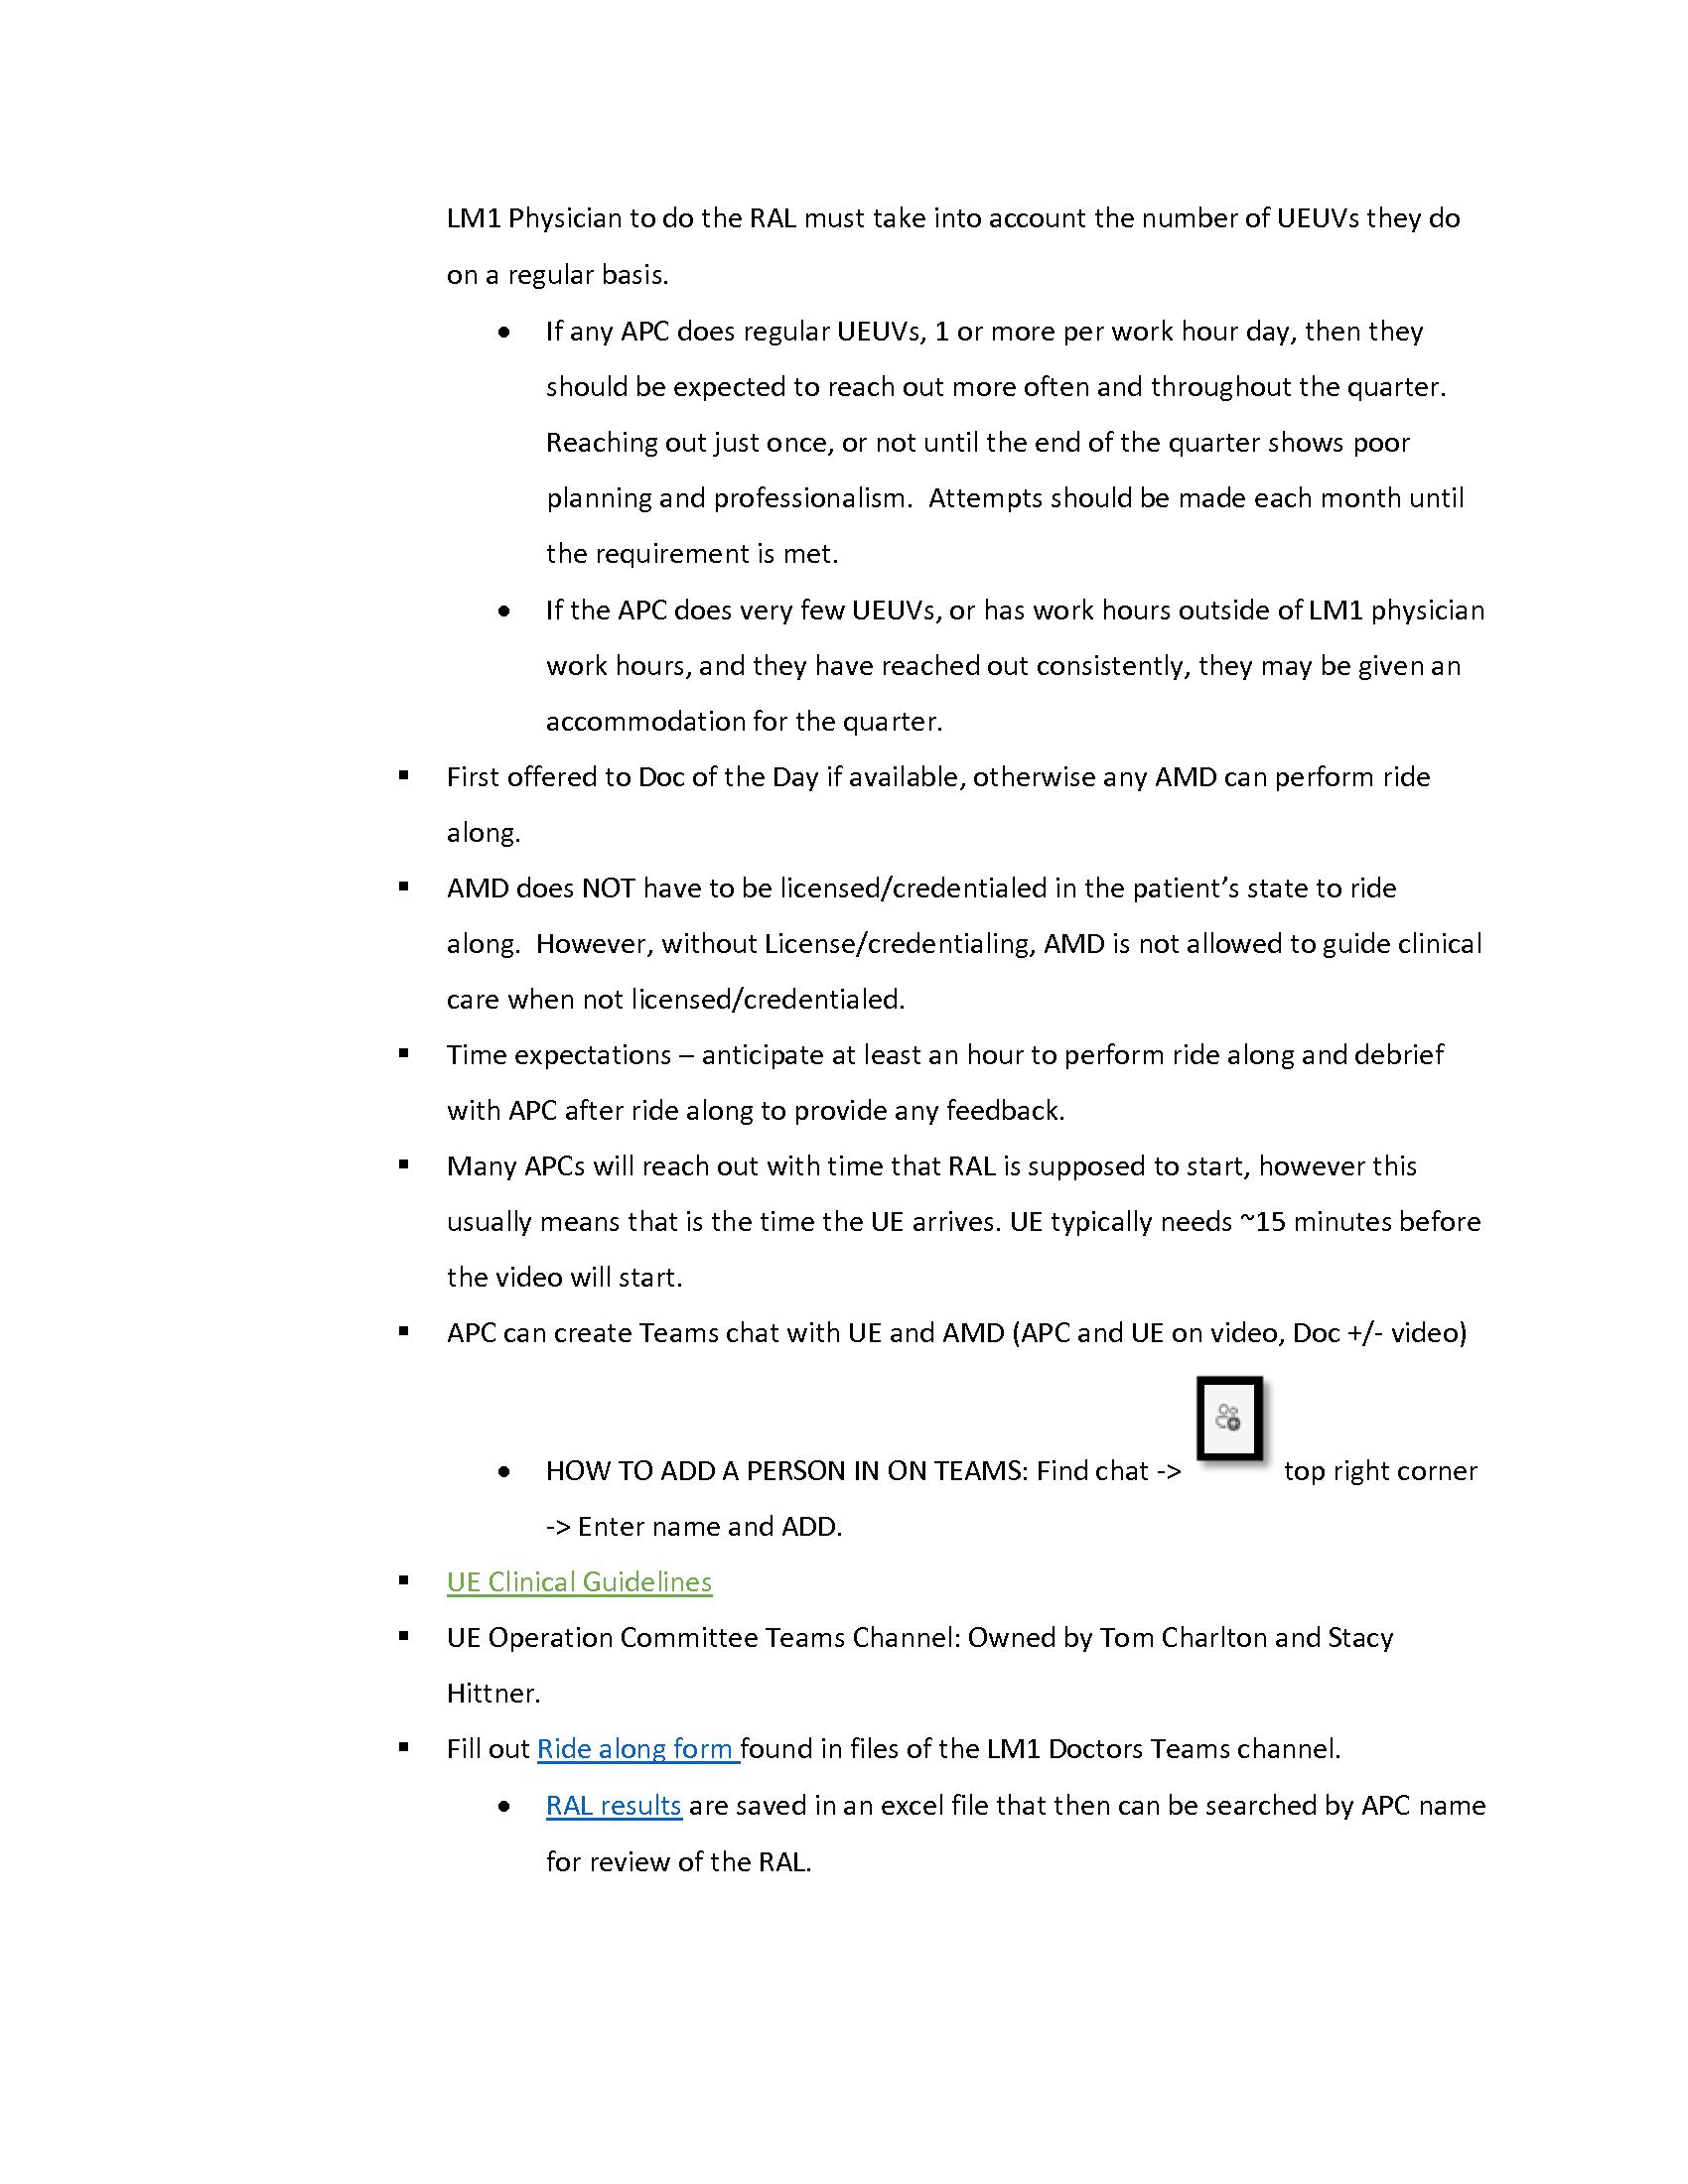 LM1 Physician to do the RAL must take into account the number of UEUVs they do
on a regular basis.
• If any APC does regular UEUVs, 1 or more per work hour day, then they
should be expected to reach out more often and throughout the quarter.
Reaching out just once, or not until the end of the quarter shows poor
planning and professionalism.  Attempts should be made each month until
the requirement is met.
• If the APC does very few UEUVs, or has work hours outside of LM1 physician
work hours, and they have reached out consistently, they may be given an
accommodation for the quarter.
▪ First offered to Doc of the Day if available, otherwise any AMD can perform ride
along.
▪ AMD does NOT have to be licensed/credentialed in the patient’s state to ride
along.  However, without License/credentialing, AMD is not allowed to guide clinical
care when not licensed/credentialed.
▪ Time expectations – anticipate at least an hour to perform ride along and debrief
with APC after ride along to provide any feedback.
▪ Many APCs will reach out with time that RAL is supposed to start, however this
usually means that is the time the UE arrives. UE typically needs ~15 minutes before
the video will start.
▪ APC can create Teams chat with UE and AMD (APC and UE on video, Doc +/- video)
• HOW TO ADD A PERSON IN ON TEAMS: Find chat -> top right corner
-> Enter name and ADD.
▪ UE Clinical Guidelines
▪ UE Operation Committee Teams Channel: Owned by Tom Charlton and Stacy
Hittner.
▪ Fill out Ride along form found in files of the LM1 Doctors Teams channel.
• RAL results are saved in an excel file that then can be searched by APC name
for review of the RAL.